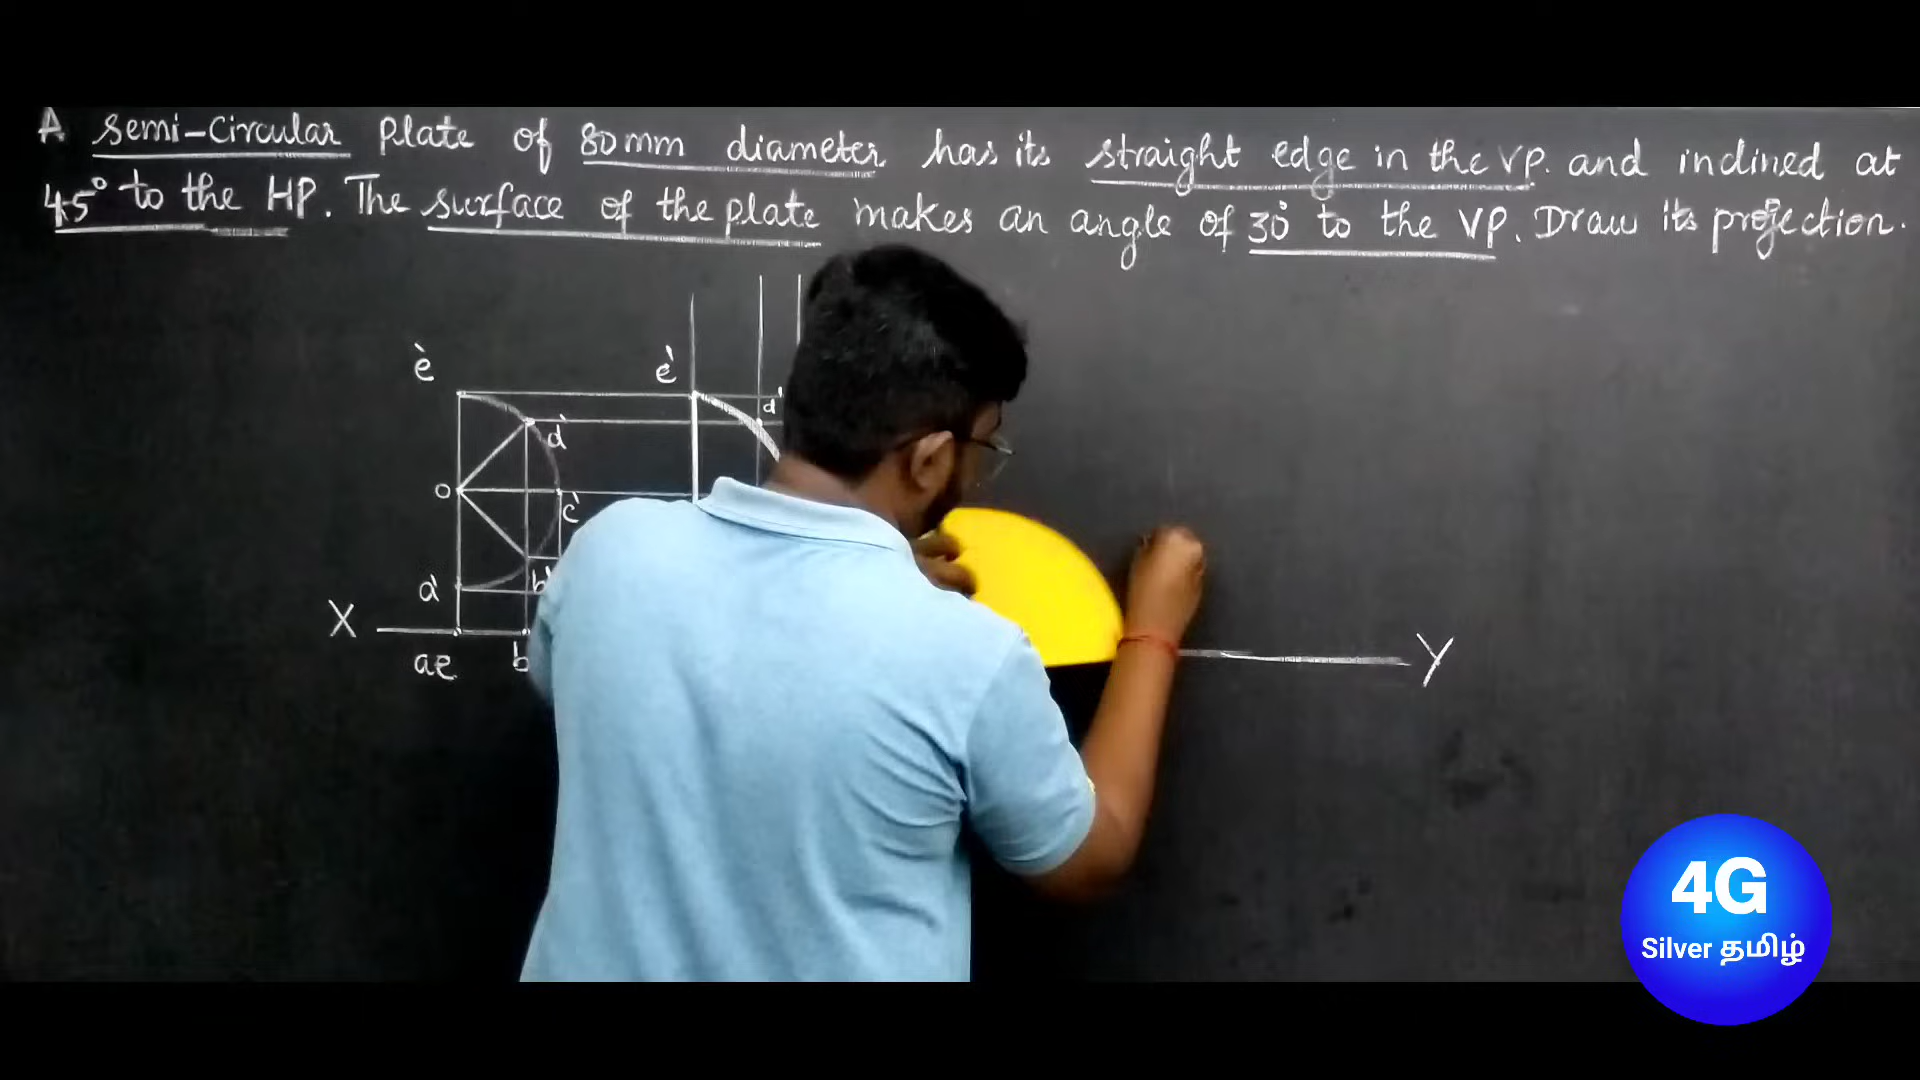 A semi-circular plate of 80mm diameter has its straight edge in the VP. and inclined at
45° to the HP. The surface of the plate makes an angle of 30° to the VP. Draw its projection.
e' e'
d' d'
o c'
a' b'
X Y
ae b
4G
Silver தமிழ்